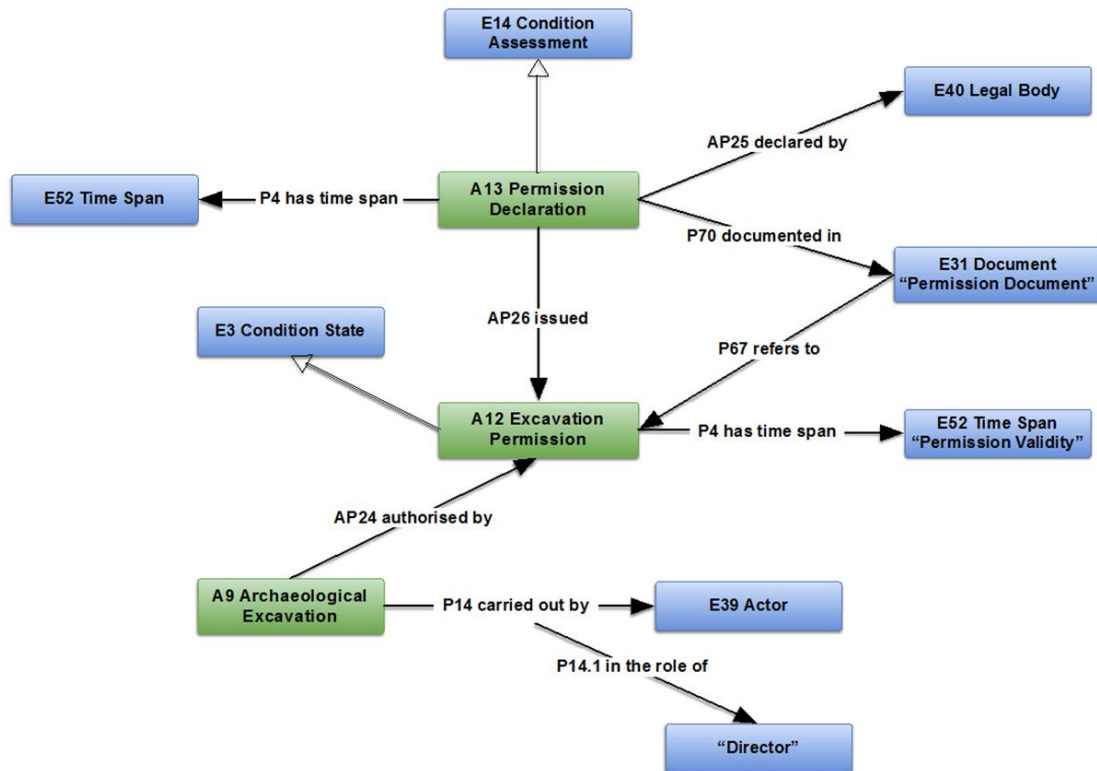 E14 Condition
Assessment
E40 Legal Body
AP25 declared by
E52 Time Span
P4 has time span
A13 Permission
Declaration
P70 documented in
E31 Document
“Permission Document”
AP26 issued
E3 Condition State
P67 refers to
A12 Excavation
Permission
P4 has time span
E52 Time Span
“Permission Validity”
AP24 authorised by
A9 Archaeological
Excavation
P14 carried out by
E39 Actor
P14.1 in the role of
“Director”